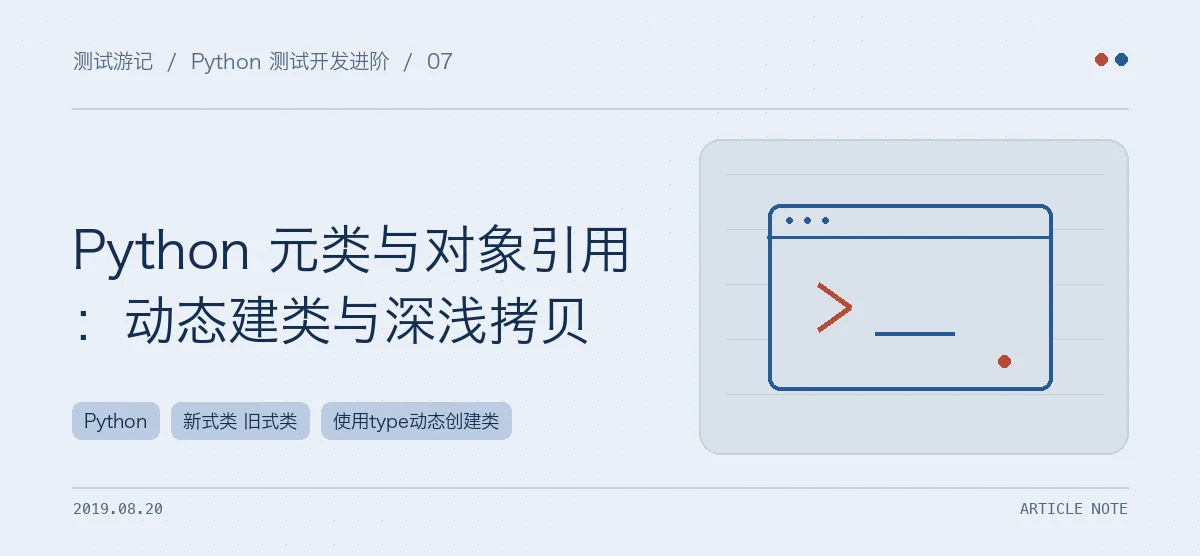 测试游记 / Python 测试开发进阶 / 07
Python 元类与对象引用
：动态建类与深浅拷贝
Python
新式类 旧式类
使用type动态创建类
2019.08.20
ARTICLE NOTE